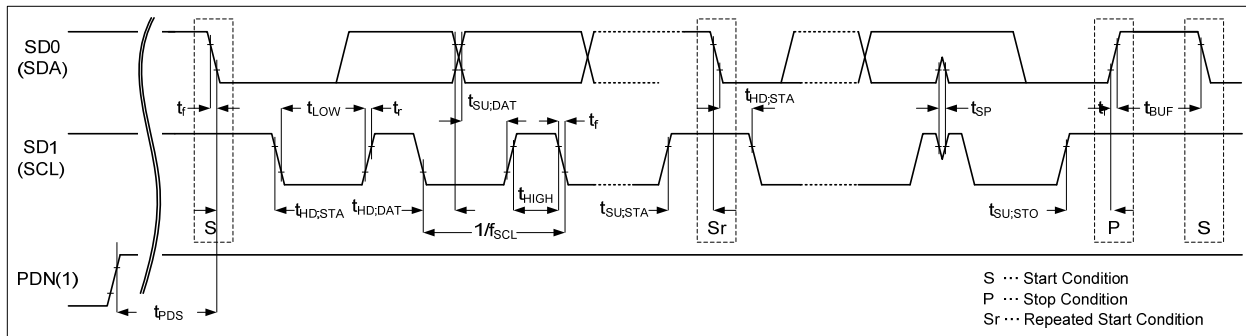 SD0
(SDA)
t_f
t_LOW
t_r
t_SU;DAT
t_f
t_HD;STA
t_SP
t_r
t_BUF
SD1
(SCL)
t_HD;STA
t_HD;DAT
t_HIGH
1/f_SCL
t_SU;STA
t_SU;STO
S
Sr
P
S
PDN(1)
t_PDS
S ··· Start Condition
P ··· Stop Condition
Sr ··· Repeated Start Condition